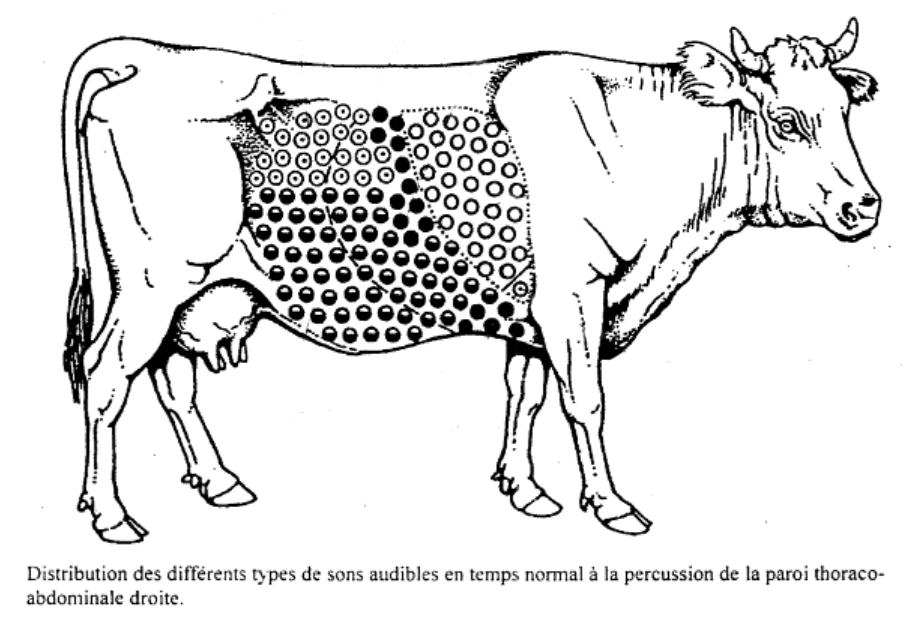 Distribution des différents types de sons audibles en temps normal à la percussion de la paroi thoraco-
abdominale droite.